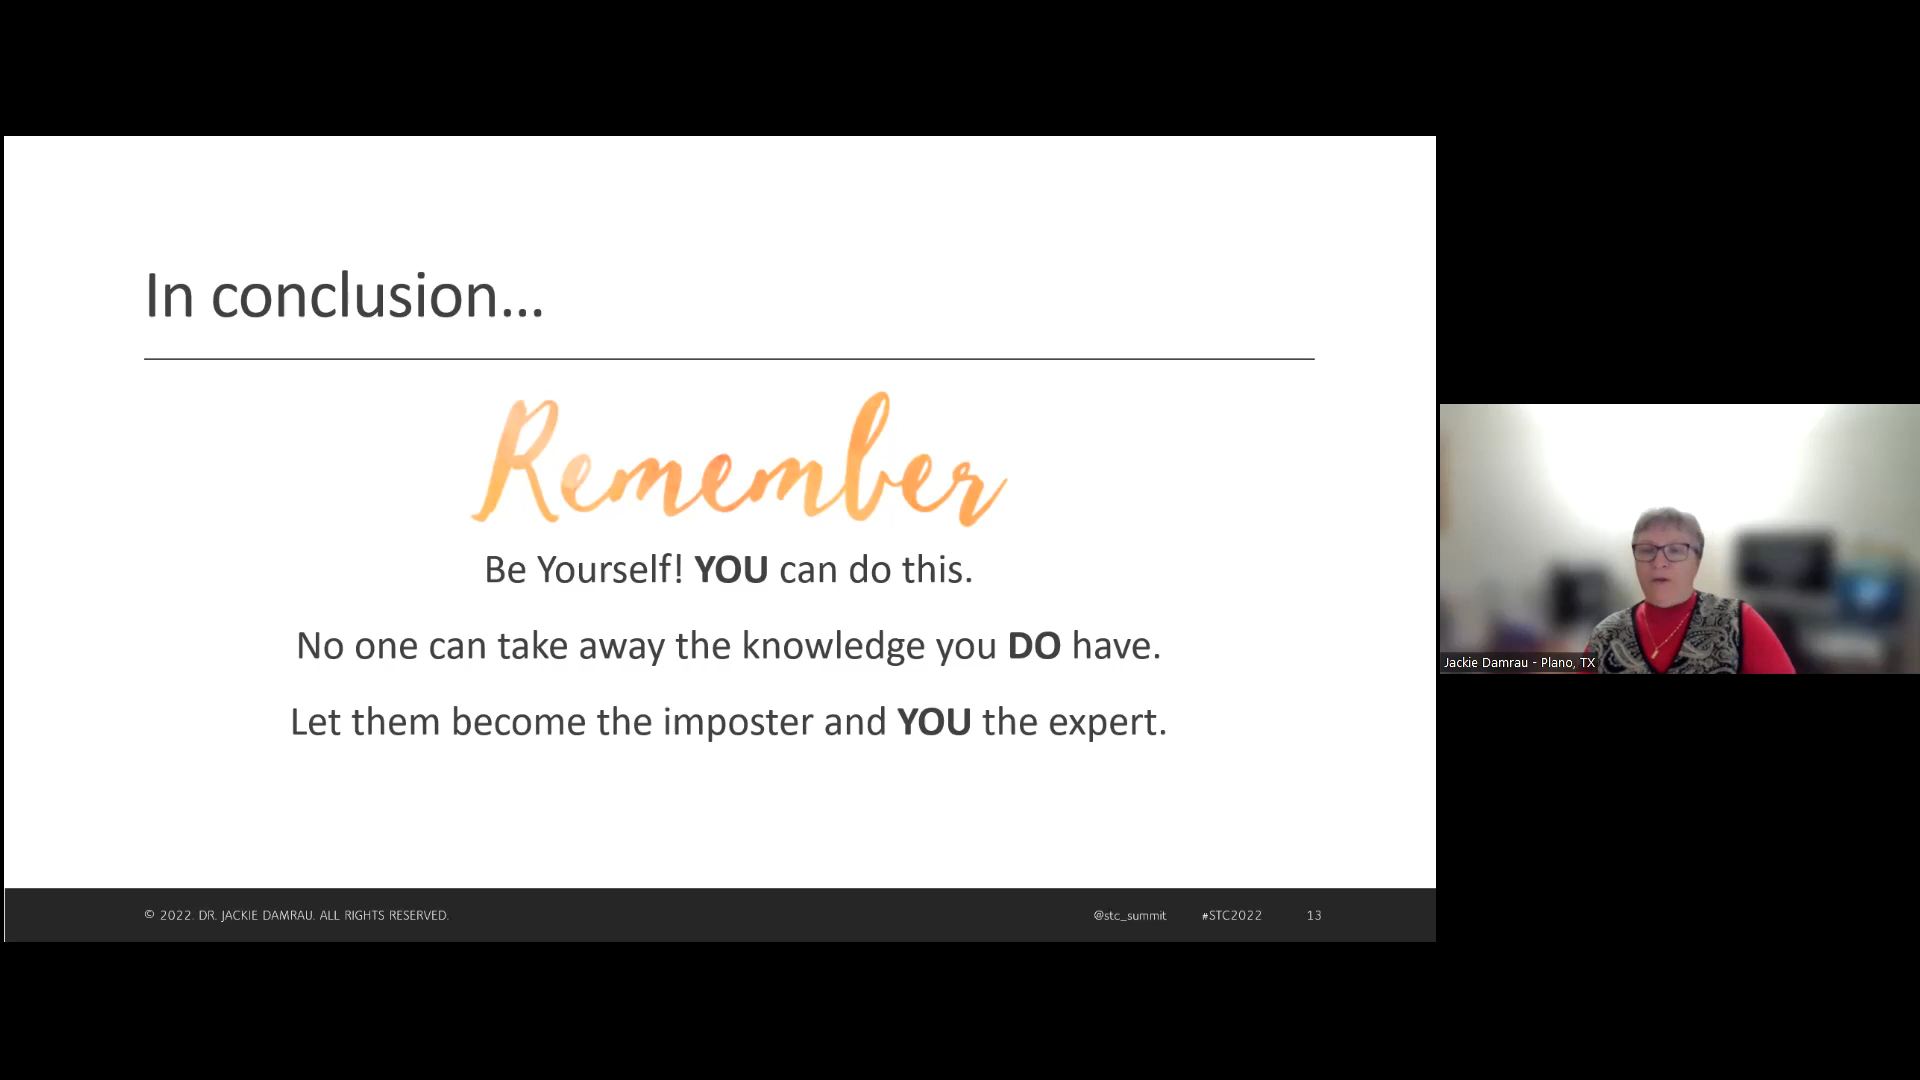 In conclusion...
Remember
Be Yourself! YOU can do this.
No one can take away the knowledge you DO have.
Let them become the imposter and YOU the expert.
© 2022. DR. JACKIE DAMRAU. ALL RIGHTS RESERVED. @stc_summit #STC2022 13
Jackie Damrau - Plano, TX